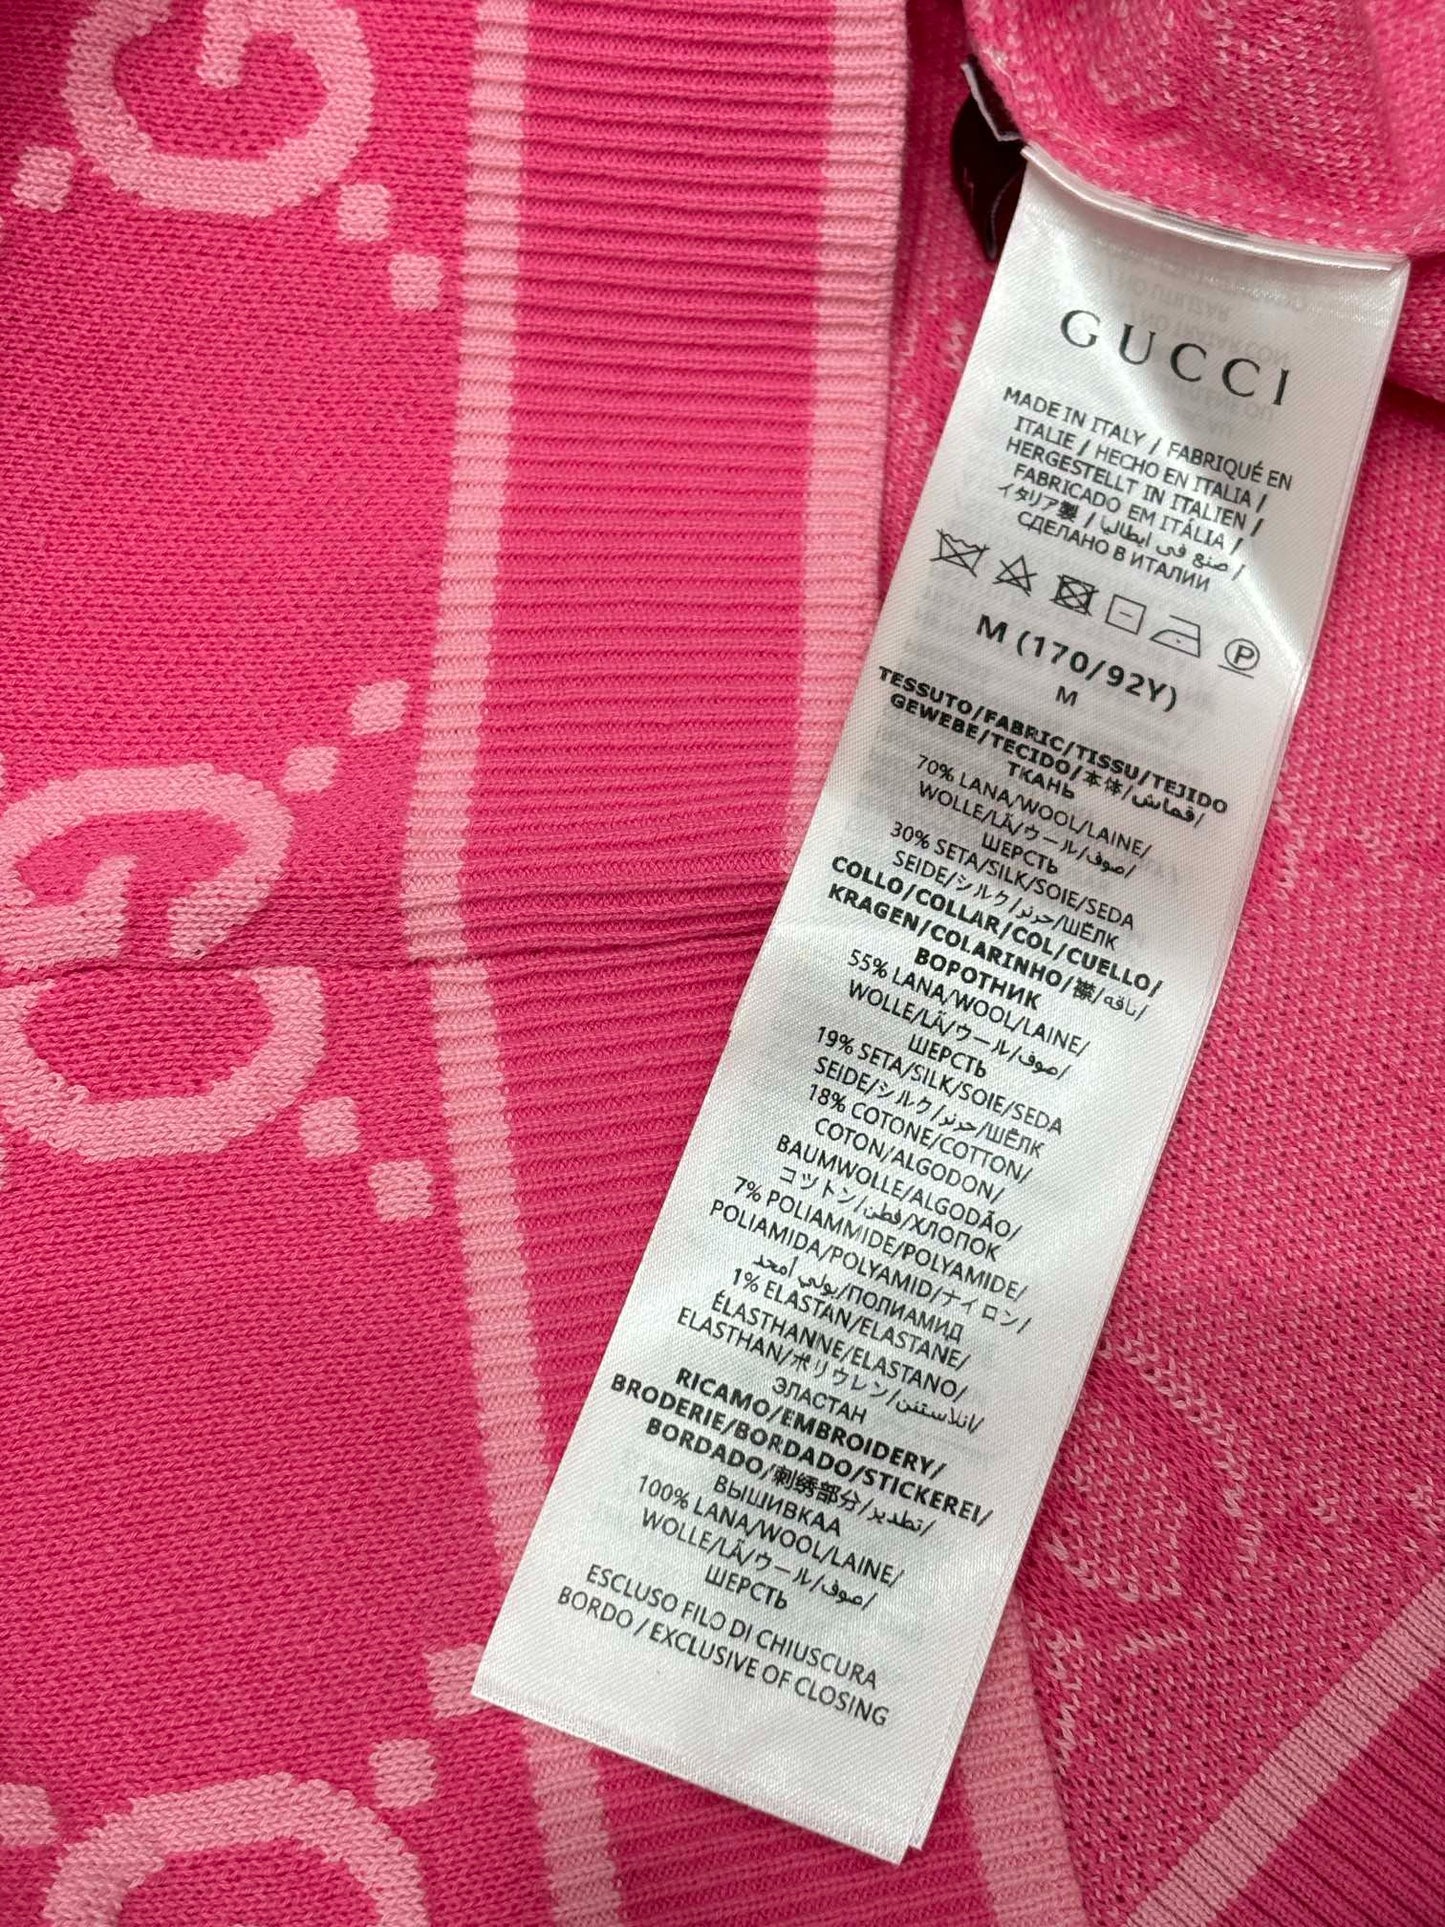 GUCCI
MADE IN ITALY / FABRIQUÉ EN
ITALIE / HECHO EN ITALIA /
HERGESTELLT IN ITALIEN /
FABRICADO EM ITÁLIA /
イタリア製 / صنع في ايطاليا /
СДЕЛАНО В ИТАЛИИ
P
M (170/92Y)
M
TESSUTO/FABRIC/TISSU/TEJIDO
GEWEBE/TECIDO/本体/قماش/
ТКАНЬ
70% LANA/WOOL/LAINE/
WOLLE/LÃ/ウール/صوف/
ШЕРСТЬ
30% SETA/SILK/SOIE/SEDA
SEIDE/シルク/حرير/ШЁЛК
COLLO/COLLAR/COL/CUELLO/
KRAGEN/COLARINHO/襟/ياقه/
ВОРОТНИК
55% LANA/WOOL/LAINE/
WOLLE/LÃ/ウール/صوف/
ШЕРСТЬ
19% SETA/SILK/SOIE/SEDA
SEIDE/シルク/حرير/ШЁЛК
18% COTONE/COTTON/
COTON/ALGODON/
BAUMWOLLE/ALGODÃO/
コットン/قطن/ХЛОПОК
7% POLIAMMIDE/POLYAMIDE/
POLIAMIDA/POLYAMID/ナイロン/
بولي أمحد/ПОЛИАМИД
1% ELASTAN/ELASTANE/
ÉLASTHANNE/ELASTANO/
ELASTHAN/ポリウレン/انلاستنن/
ЭЛАСТАН
RICAMO/EMBROIDERY/
BRODERIE/BORDADO/STICKEREI/
BORDADO/刺绣部分/تطدير/
ВЫШИВКАА
100% LANA/WOOL/LAINE/
WOLLE/LÃ/ウール/صوف/
ШЕРСТЬ
ESCLUSO FILO DI CHIUSCURA
BORDO / EXCLUSIVE OF CLOSING